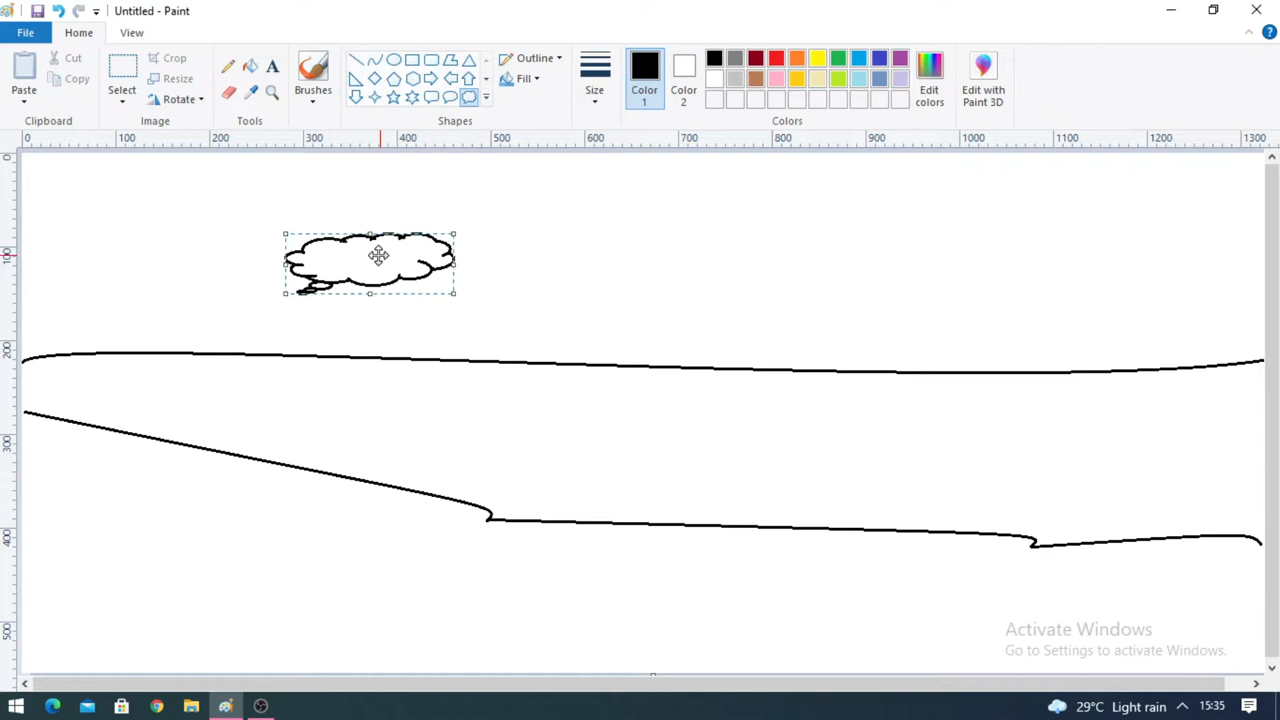 Untitled - Paint
File
Home
View
Paste
Cut
Copy
Clipboard
Select
Crop
Resize
Rotate
Image
A
Tools
Brushes
Shapes
Outline
Fill
Size
Color 1
Color 2
Edit colors
Colors
Edit with Paint 3D
0 100 200 300 400 500 600 700 800 900 1000 1100 1200 1300
0
100
200
300
400
500
Activate Windows
Go to Settings to activate Windows.
29°C Light rain
15:35